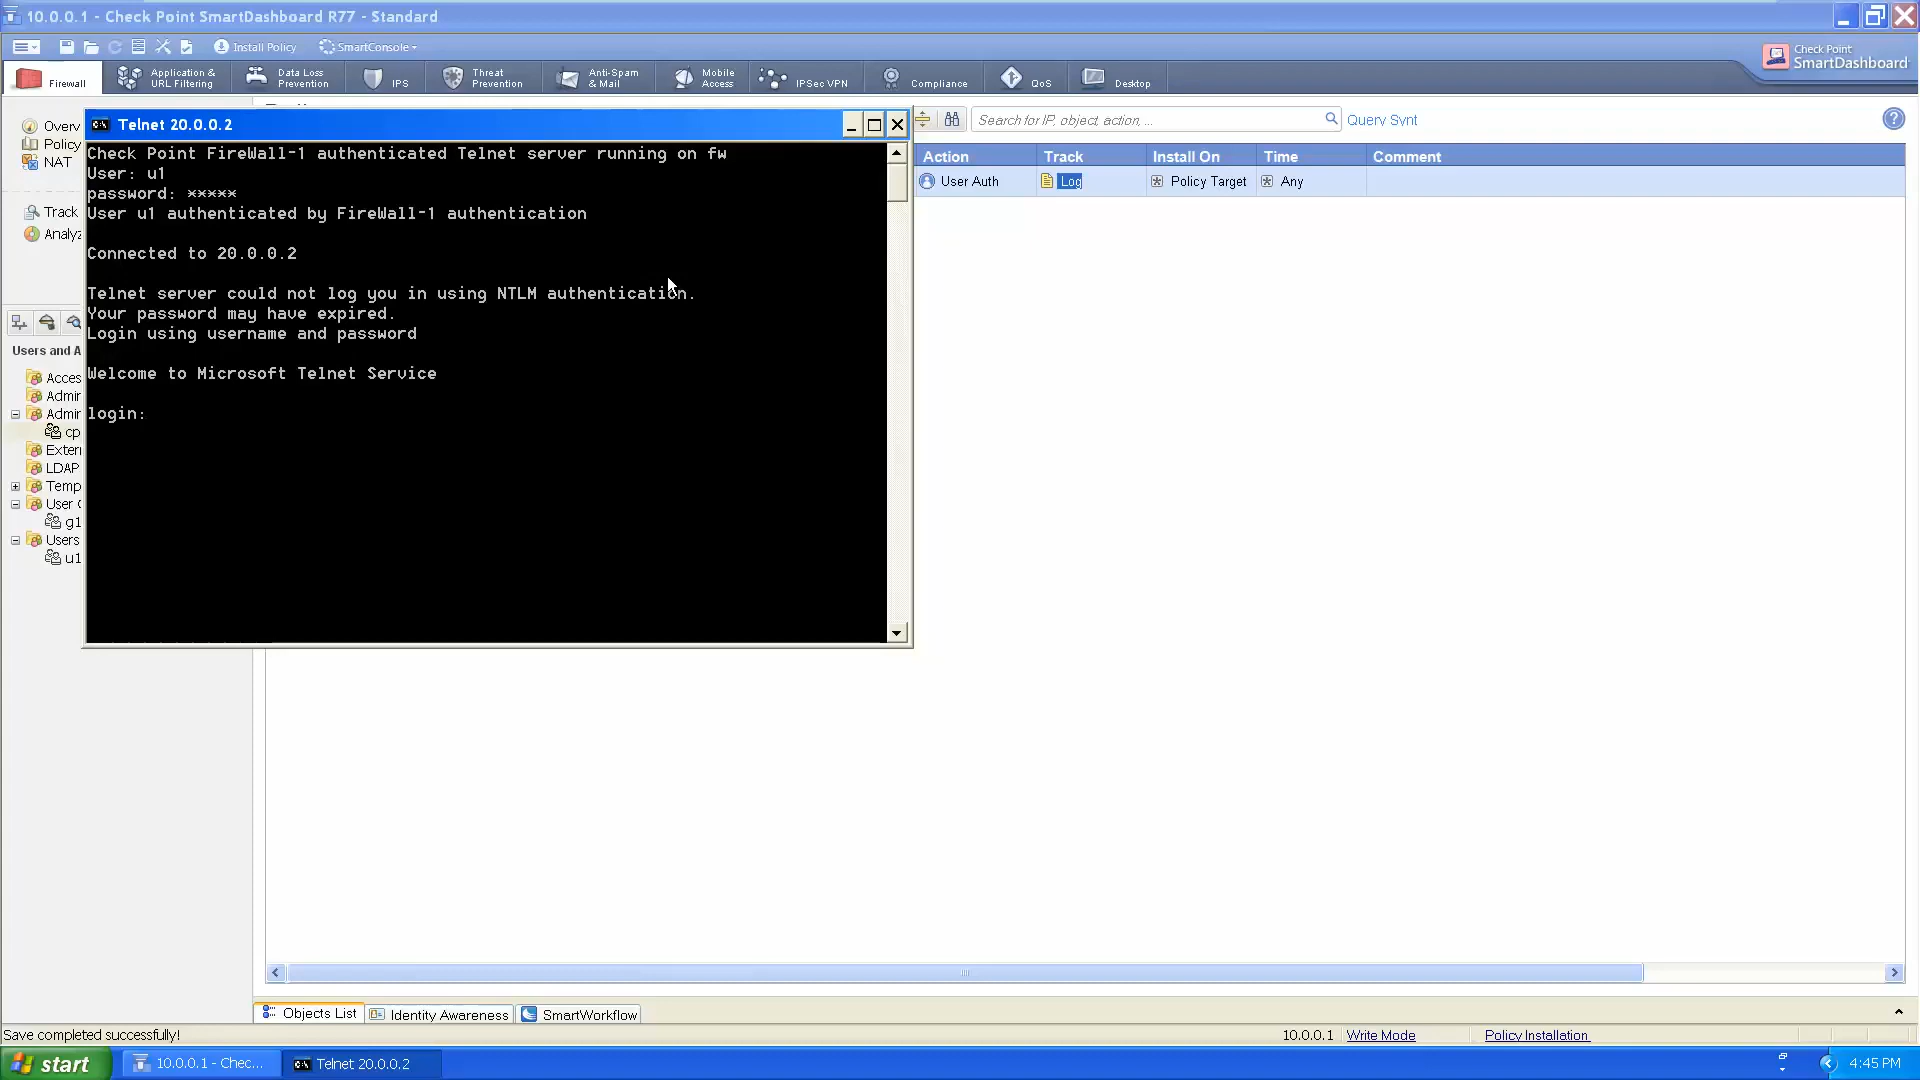 10.0.0.1 - Check Point SmartDashboard R77 - Standard
Install Policy
SmartConsole
Check Point
SmartDashboard
Firewall
Application &
URL Filtering
Data Loss
Prevention
IPS
Threat
Prevention
Anti-Spam
& Mail
Mobile
Access
IPSec VPN
Compliance
QoS
Desktop
Overv
Policy
NAT
Track
Analyz
Users and A
Acces
Admir
Admir
cp
Exteri
LDAP
Temp
User G
g1
Users
u1
Telnet 20.0.0.2
Check Point FireWall-1 authenticated Telnet server running on fw
User: u1
password: *****
User u1 authenticated by FireWall-1 authentication
Connected to 20.0.0.2
Telnet server could not log you in using NTLM authentication.
Your password may have expired.
Login using username and password
Welcome to Microsoft Telnet Service
login:
Search for IP, object, action, ...
Query Synt
Action Track Install On Time Comment
User Auth Log Policy Target Any
Objects List
Identity Awareness
SmartWorkflow
Save completed successfully!
10.0.0.1
Write Mode
Policy Installation
start
10.0.0.1 - Chec...
Telnet 20.0.0.2
4:45 PM